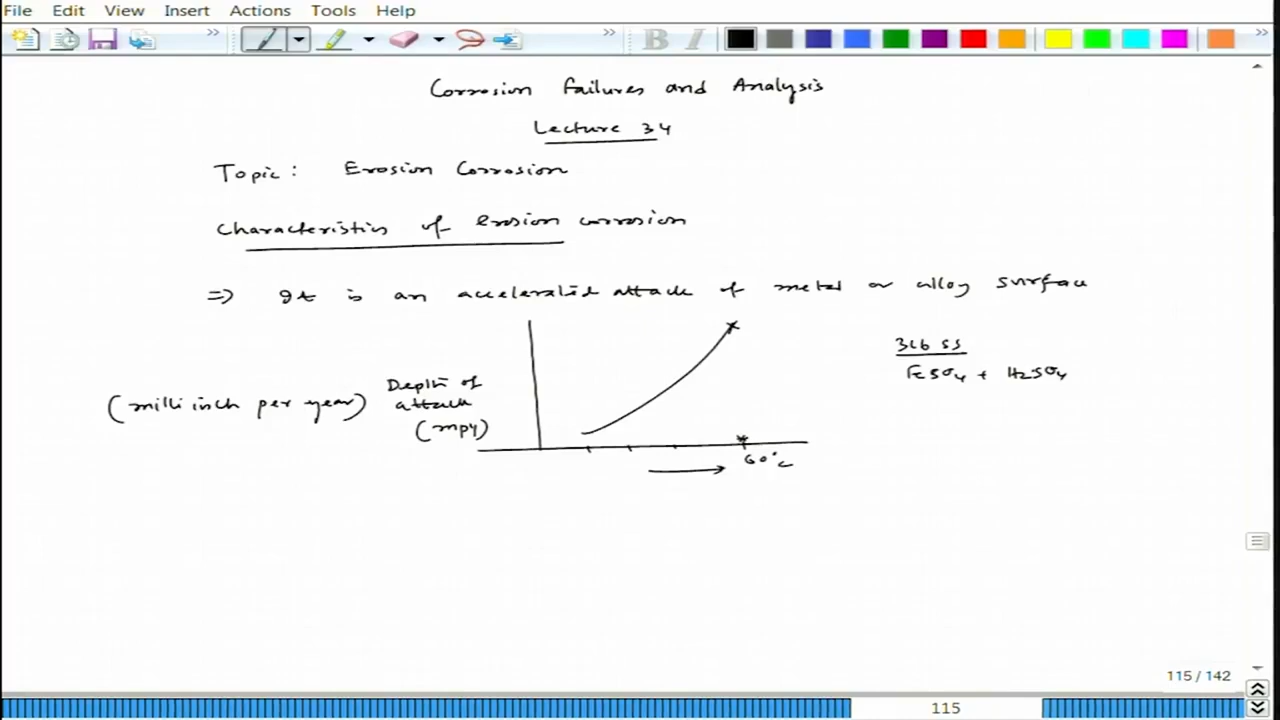 File Edit View Insert Actions Tools Help
Corrosion Failures and Analysis
Lecture 34
Topic: Erosion Corrosion
Characteristics of erosion corrosion
=> It is an accelerated attack of metal or alloy surface
316 SS
FeSO4 + H2SO4
Depth of
attack
(mpy)
(milli inch per year)
60°C
115 / 142
115